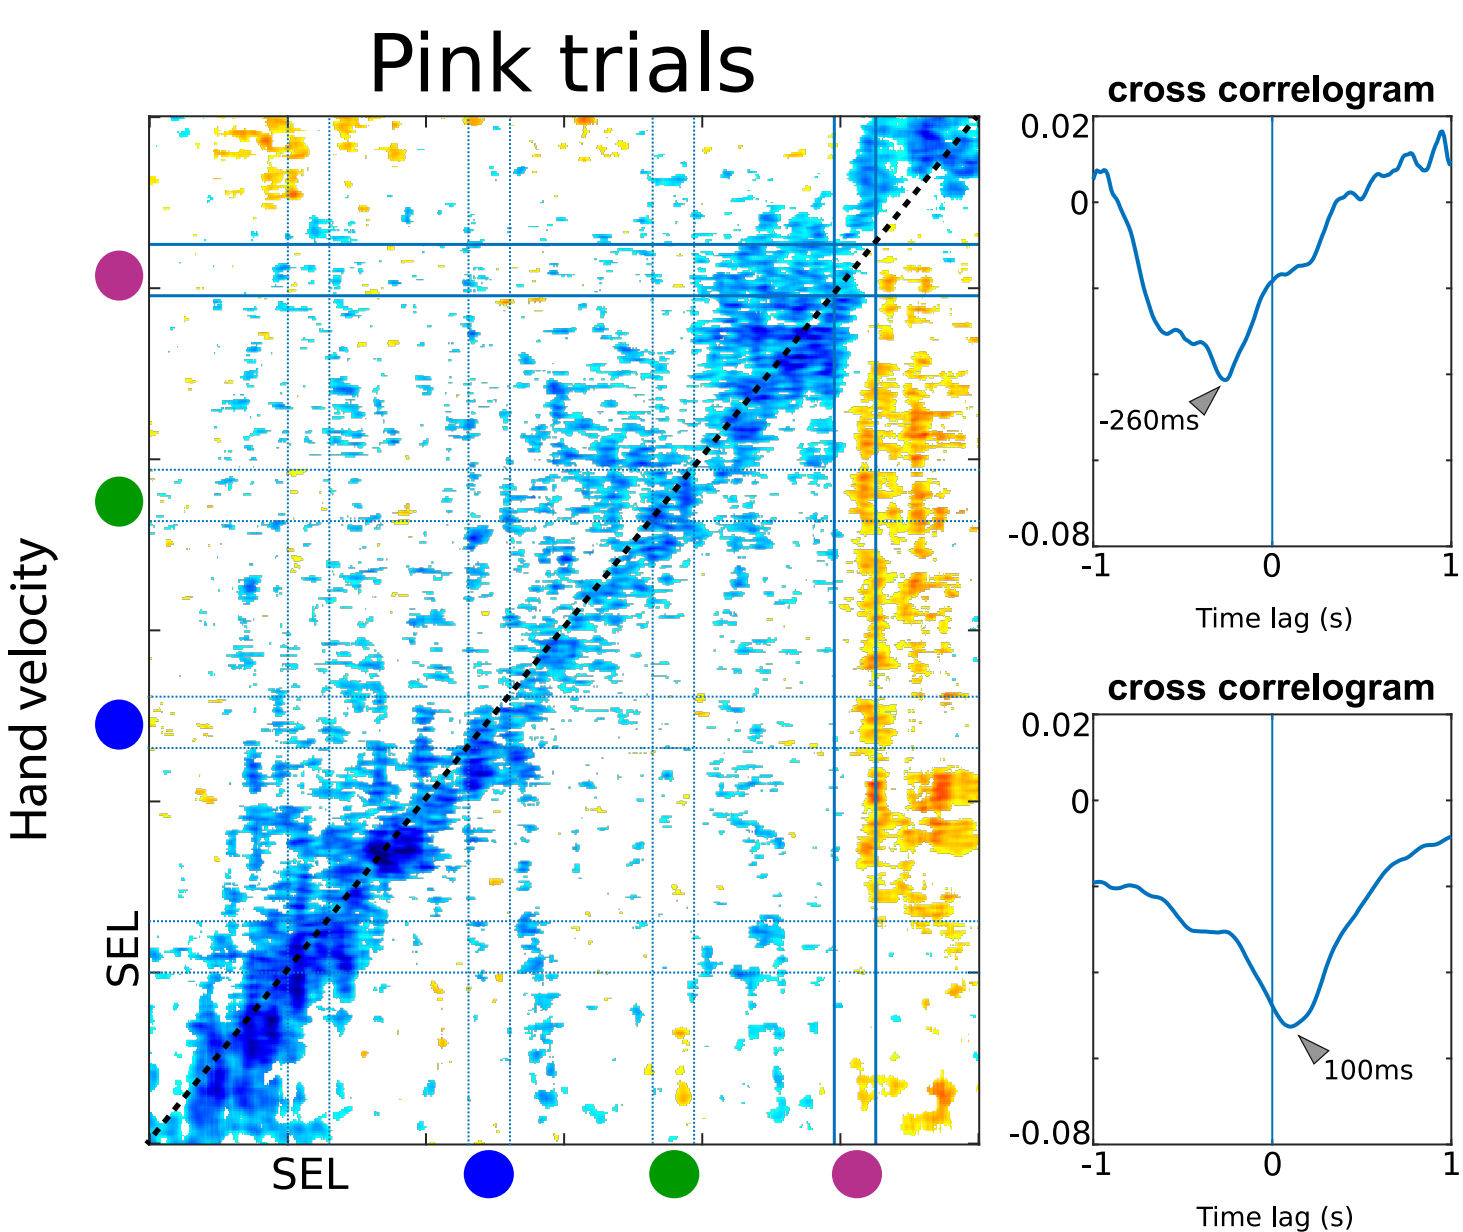 Pink trials
Hand velocity
SEL
SEL
cross correlogram
0.02
0
-0.08
-260ms
-1
0
1
Time lag (s)
cross correlogram
0.02
0
-0.08
100ms
-1
0
1
Time lag (s)